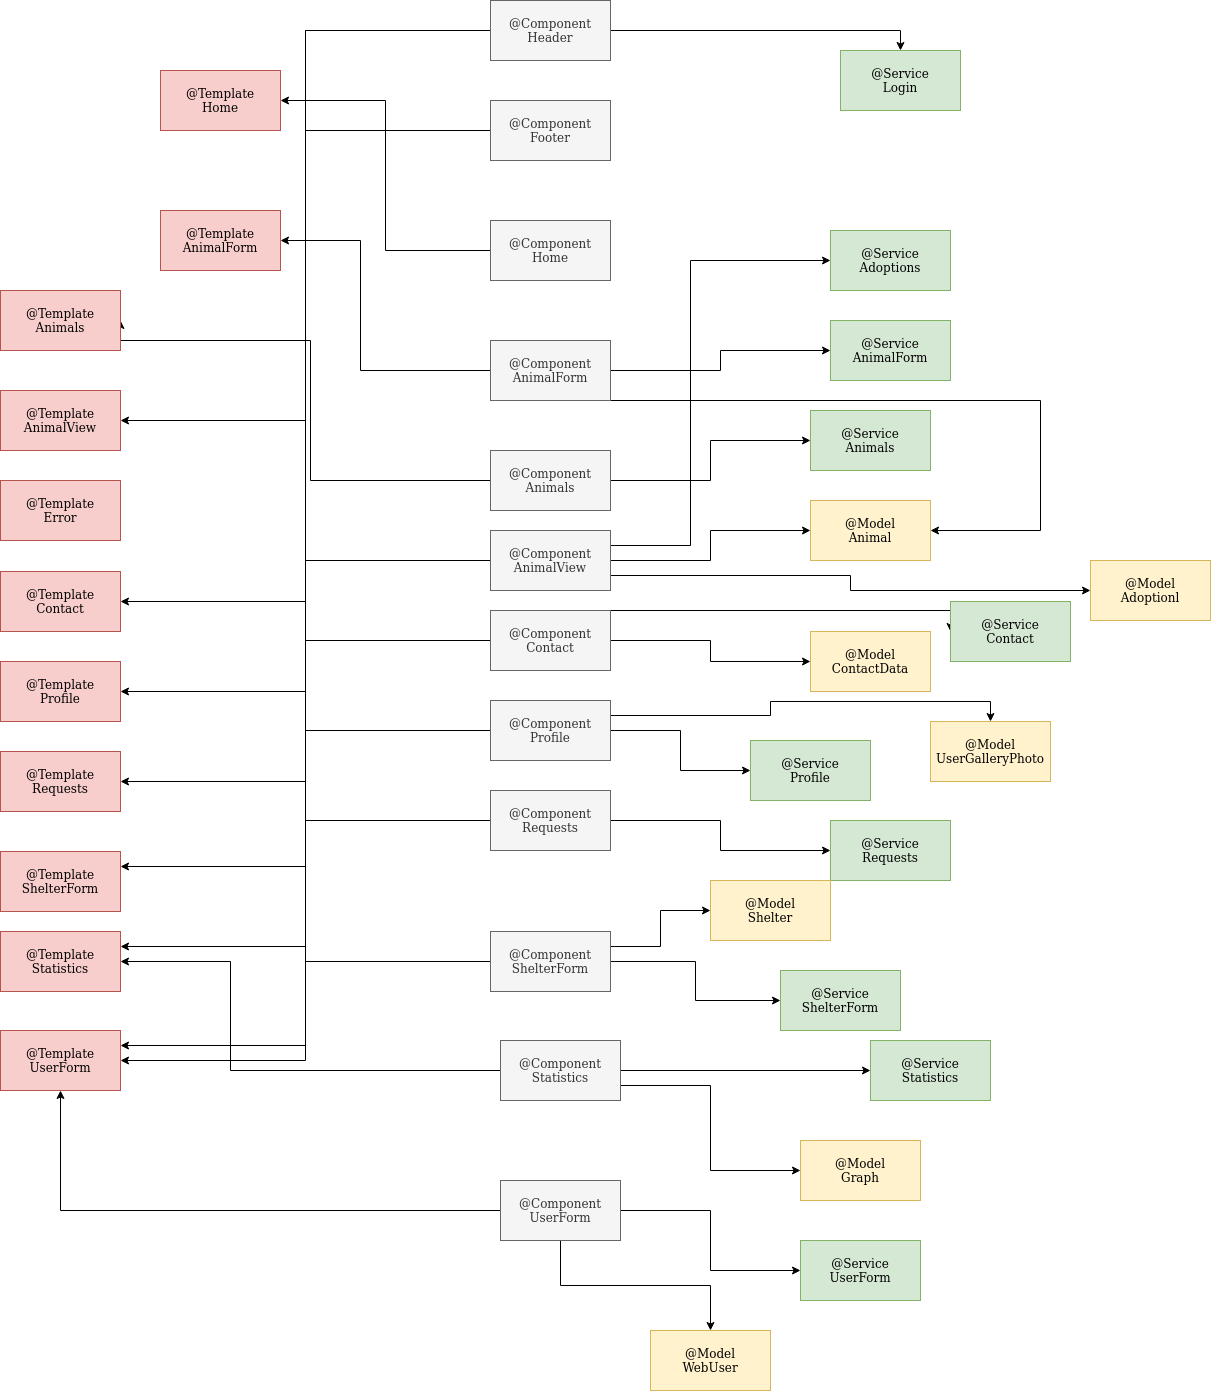 @Component
Header
@Service
Login
@Template
Home
@Component
Footer
@Template
AnimalForm
@Component
Home
@Service
Adoptions
@Template
Animals
@Component
AnimalForm
@Service
AnimalForm
@Template
AnimalView
@Service
Animals
@Component
Animals
@Template
Error
@Model
Animal
@Component
AnimalView
@Model
Adoptionl
@Template
Contact
@Component
Contact
@Service
Contact
@Model
ContactData
@Template
Profile
@Component
Profile
@Model
UserGalleryPhoto
@Service
Profile
@Template
Requests
@Component
Requests
@Service
Requests
@Template
ShelterForm
@Model
Shelter
@Template
Statistics
@Component
ShelterForm
@Service
ShelterForm
@Template
UserForm
@Component
Statistics
@Service
Statistics
@Model
Graph
@Component
UserForm
@Service
UserForm
@Model
WebUser